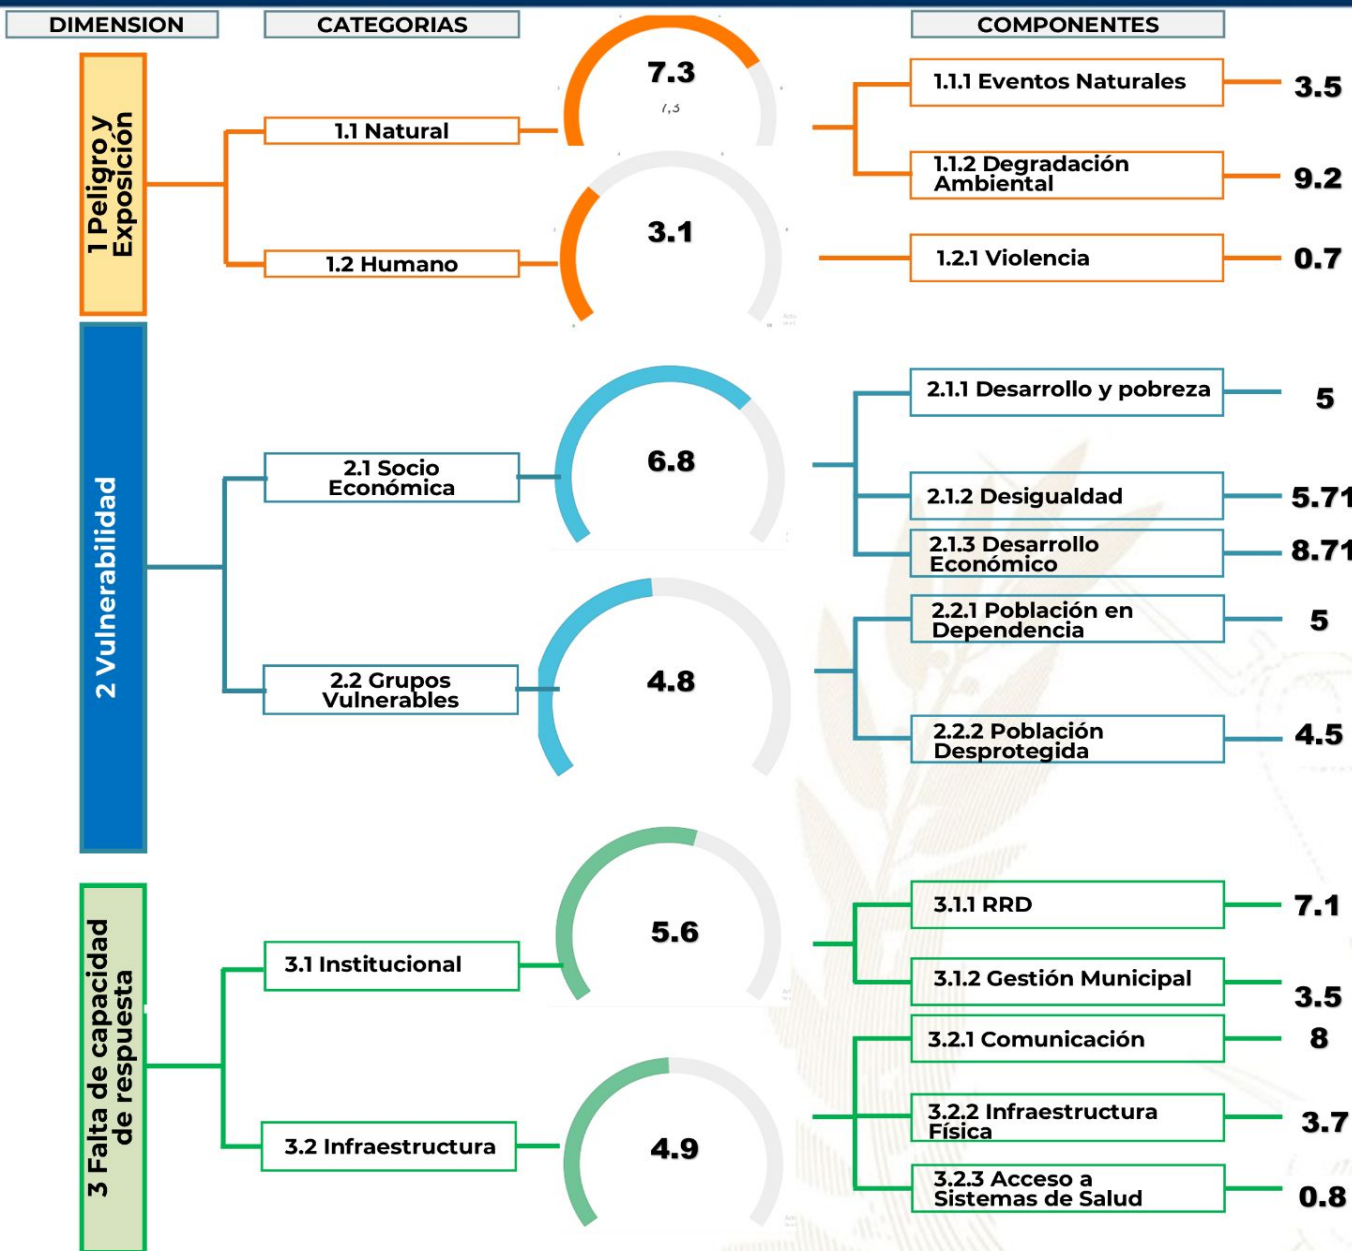 DIMENSION
CATEGORIAS
COMPONENTES
1 Peligro y
Exposición
1.1 Natural
7.3
7,3
1.1.1 Eventos Naturales
3.5
1.1.2 Degradación
Ambiental
9.2
1.2 Humano
3.1
1.2.1 Violencia
0.7
2 Vulnerabilidad
2.1 Socio
Económica
6.8
2.1.1 Desarrollo y pobreza
5
2.1.2 Desigualdad
5.71
2.1.3 Desarrollo
Económico
8.71
2.2 Grupos
Vulnerables
4.8
2.2.1 Población en
Dependencia
5
2.2.2 Población
Desprotegida
4.5
3 Falta de capacidad
de respuesta
3.1 Institucional
5.6
3.1.1 RRD
7.1
3.1.2 Gestión Municipal
3.5
3.2 Infraestructura
4.9
3.2.1 Comunicación
8
3.2.2 Infraestructura
Física
3.7
3.2.3 Acceso a
Sistemas de Salud
0.8